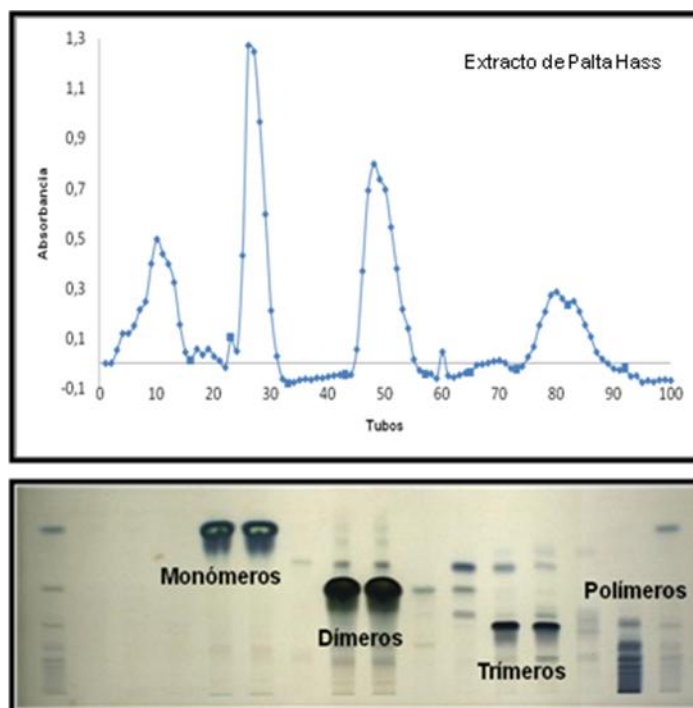 1,3
Extracto de Palta Hass
1,1
0,9
0,7
0,5
0,3
0,1
-0,1
Absorbancia
0 10 20 30 40 50 60 70 80 90 100
Tubos
Monómeros
Polímeros
Dímeros
Trímeros